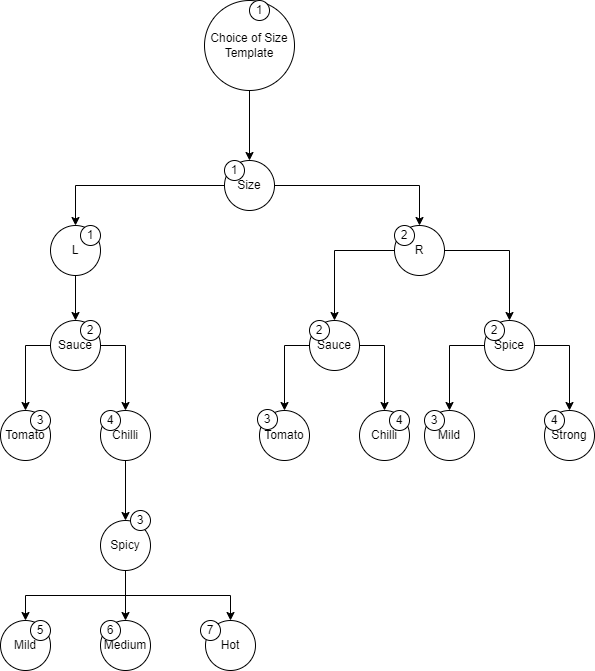 1
Choice of Size
Template
1
Size
1
L
2
R
2
Sauce
2
Sauce
2
Spice
3
Tomato
4
Chilli
3
Tomato
4
Chilli
3
Mild
4
Strong
3
Spicy
5
Mild
6
Medium
7
Hot